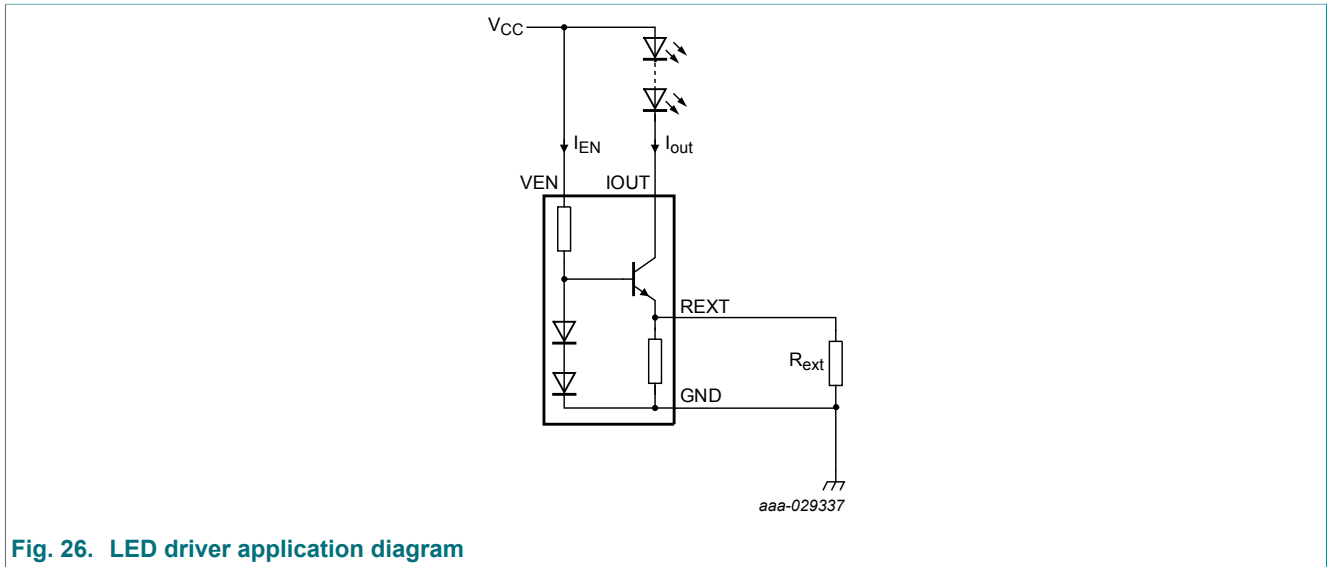 VCC
IEN
Iout
VEN
IOUT
REXT
Rext
GND
aaa-029337
Fig. 26. LED driver application diagram